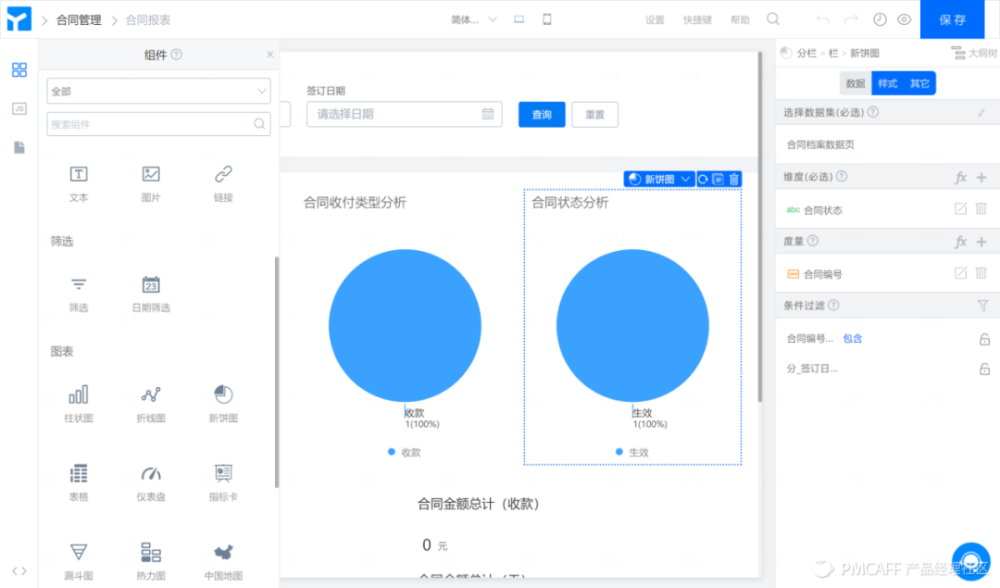 合同管理
合同报表
简体...
设置
快捷键
帮助
保 存
组件
全部
搜索组件
文本
图片
链接
筛选
筛选
23
日期筛选
图表
柱状图
折线图
新饼图
表格
仪表盘
指标卡
漏斗图
热力图
中国地图
签订日期
请选择日期
查询
重置
新饼图
合同收付类型分析
收款
1(100%)
收款
合同状态分析
生效
1(100%)
生效
合同金额总计（收款）
0 元
分栏 > 栏 > 新饼图
大纲树
数据
样式
其它
选择数据集(必选)
合同档案数据页
维度(必选)
fx
abc 合同状态
度量
fx
合同编号
条件过滤
合同编号... 包含
分_签订日...
PMCAFF 产品经理社区